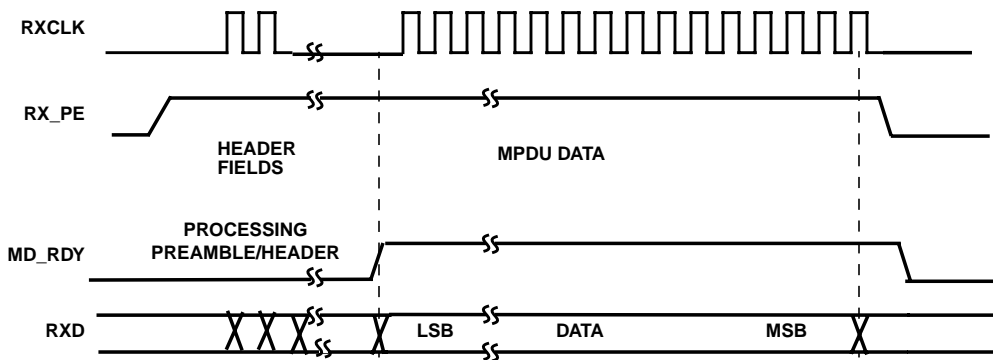 RXCLK
RX_PE
HEADER
FIELDS
MPDU DATA
PROCESSING
PREAMBLE/HEADER
MD_RDY
RXD
LSB
DATA
MSB